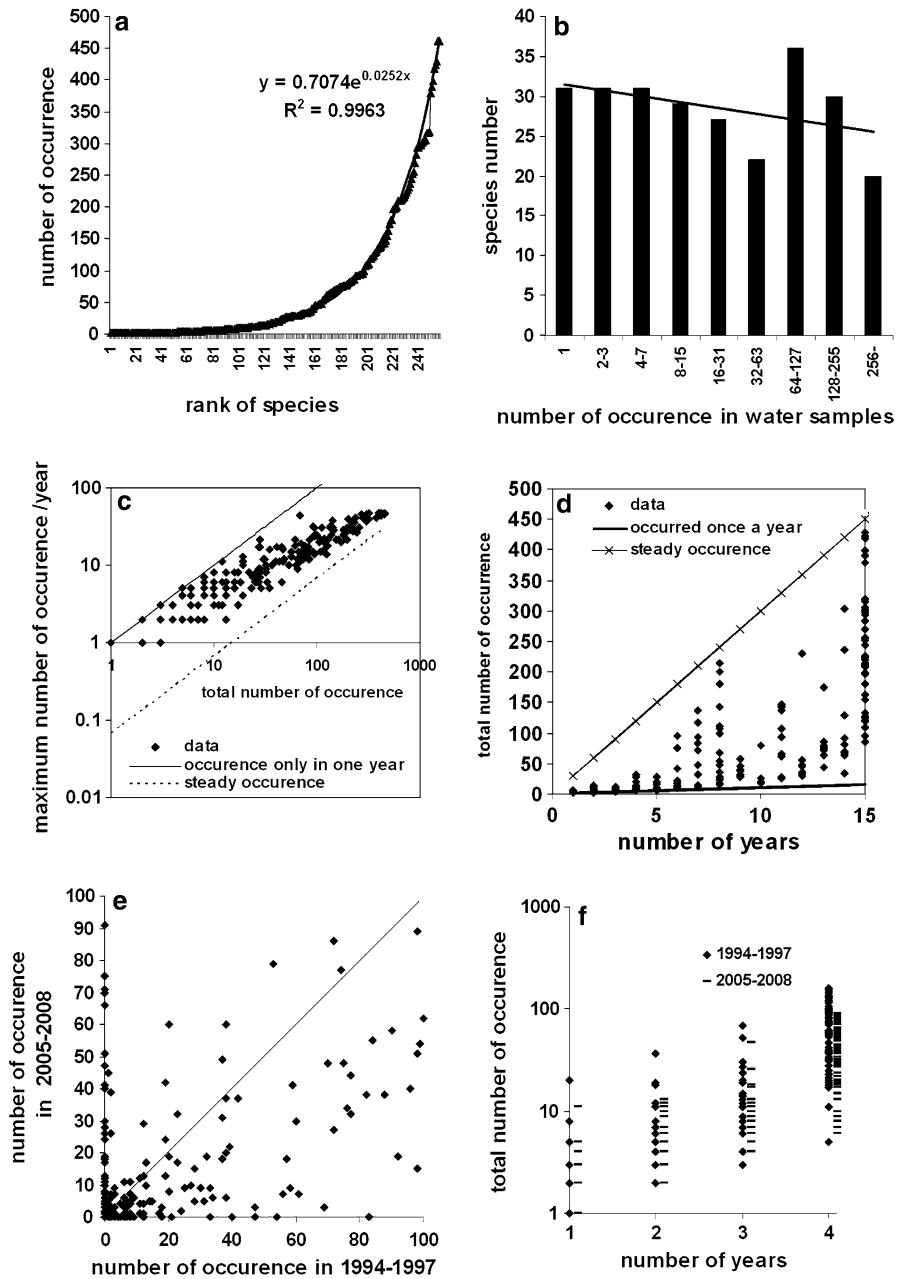 a
500
450
400
350
300
250
200
150
100
50
0
y = 0.7074e^0.0252x
R² = 0.9963
number of occurrence
1 21 41 61 81 101 121 141 161 181 201 221 241
rank of species
b
40
35
30
25
20
15
10
5
0
species number
1 2-3 4-7 8-15 16-31 32-63 64-127 128-255 256-
number of occurence in water samples
c
100
10
1
0.1
0.01
maximum number of occurence /year
1 10 100 1000
total number of occurence
data
occurence only in one year
steady occurence
d
500
450
400
350
300
250
200
150
100
50
0
total number of occurrence
data
occurred once a year
steady occurence
0 5 10 15
number of years
e
100
90
80
70
60
50
40
30
20
10
0
number of occurence
in 2005-2008
0 20 40 60 80 100
number of occurence in 1994-1997
f
1000
100
10
1
total number of occurence
1994-1997
2005-2008
1 2 3 4
number of years